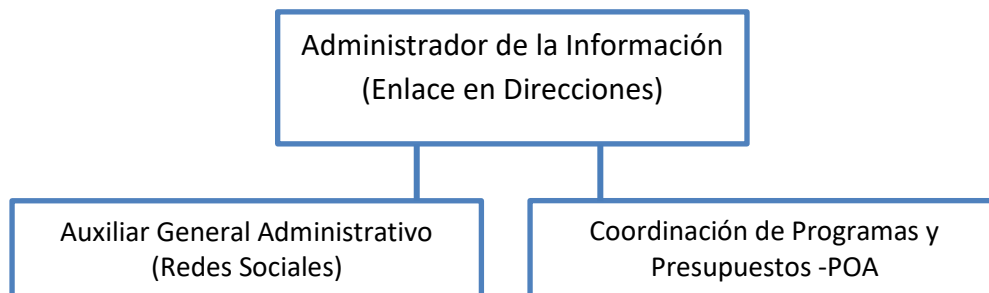 Administrador de la Información
(Enlace en Direcciones)
Auxiliar General Administrativo
(Redes Sociales)
Coordinación de Programas y
Presupuestos -POA